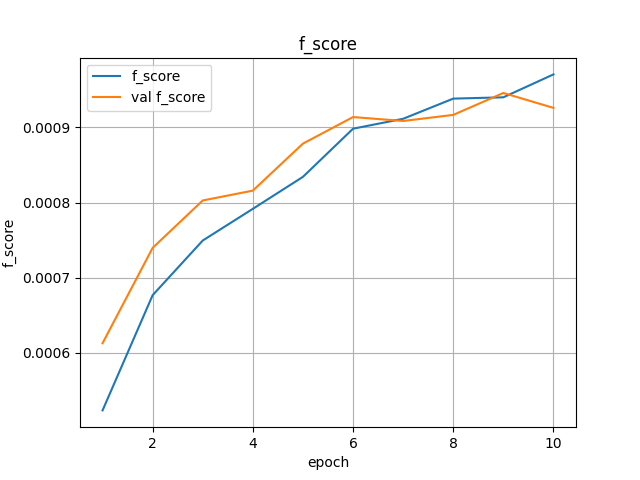 f_score
f_score
val f_score
0.0009
0.0008
0.0007
0.0006
f_score
2 4 6 8 10
epoch